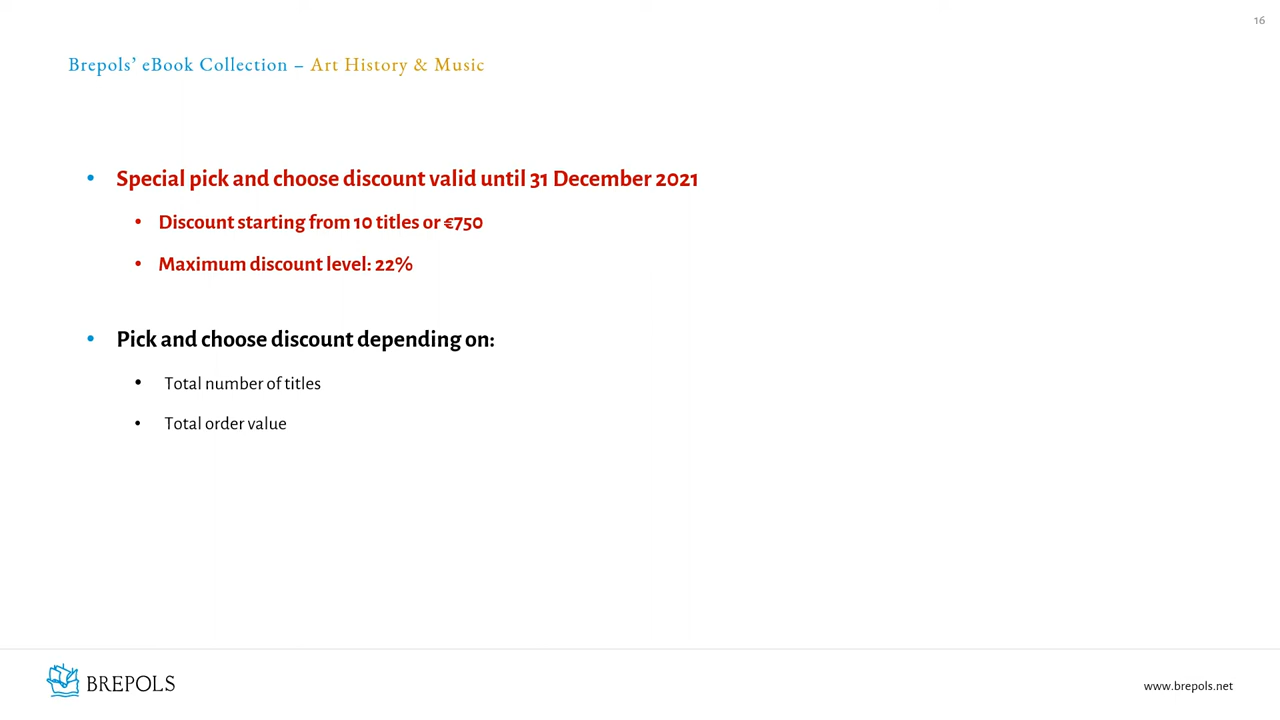 16
Brepols’ eBook Collection – Art History & Music
• Special pick and choose discount valid until 31 December 2021
• Discount starting from 10 titles or €750
• Maximum discount level: 22%
• Pick and choose discount depending on:
• Total number of titles
• Total order value
BREPOLS
www.brepols.net